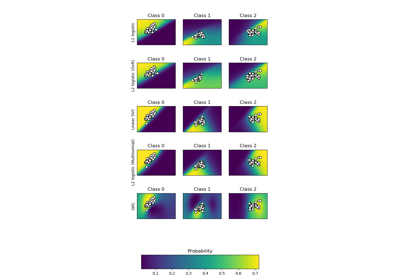 Class 0 Class 1 Class 2
L1 logistic
Class 0 Class 1 Class 2
L2 logistic (OvR)
Class 0 Class 1 Class 2
Linear SVC
Class 0 Class 1 Class 2
L2 logistic (Multinomial)
Class 0 Class 1 Class 2
GPC
Probability
0.1 0.2 0.3 0.4 0.5 0.6 0.7